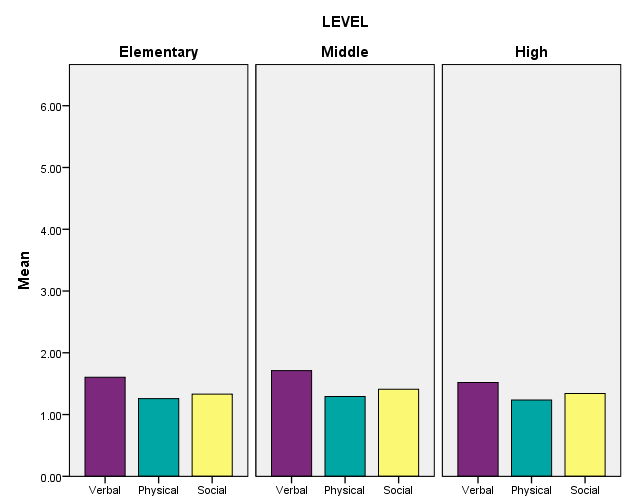 LEVEL
Elementary Middle High
6.00
5.00
4.00
3.00
2.00
1.00
0.00
Mean
Verbal Physical Social Verbal Physical Social Verbal Physical Social